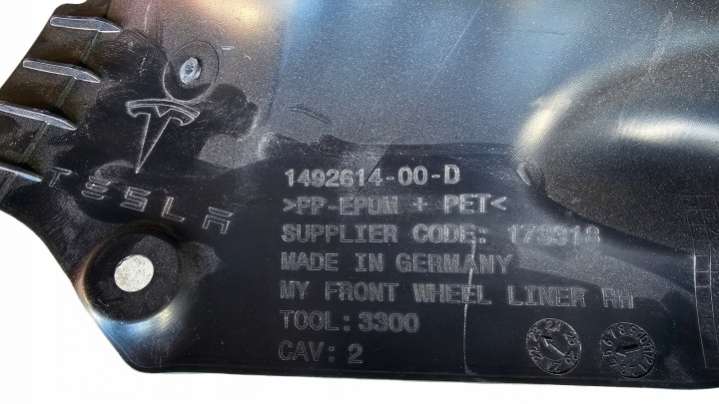 TESLA
1492614-00-D
>PP-EPDM + PET<
SUPPLIER CODE: 173318
MADE IN GERMANY
MY FRONT WHEEL LINER RH
TOOL: 3300
CAV: 2